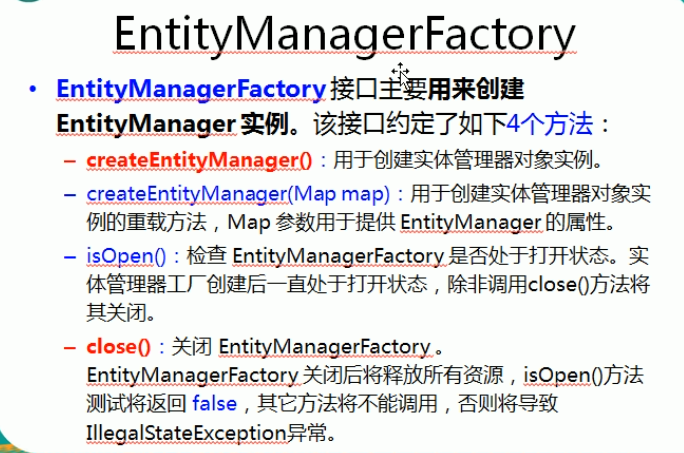 EntityManagerFactory
• EntityManagerFactory 接口主要用来创建
EntityManager 实例。该接口约定了如下4个方法：
– createEntityManager()：用于创建实体管理器对象实例。
– createEntityManager(Map map)：用于创建实体管理器对象实
例的重载方法，Map 参数用于提供 EntityManager 的属性。
– isOpen()：检查 EntityManagerFactory 是否处于打开状态。实
体管理器工厂创建后一直处于打开状态，除非调用close()方法将
其关闭。
– close()：关闭 EntityManagerFactory 。
EntityManagerFactory 关闭后将释放所有资源，isOpen()方法
测试将返回 false，其它方法将不能调用，否则将导致
IllegalStateException异常。